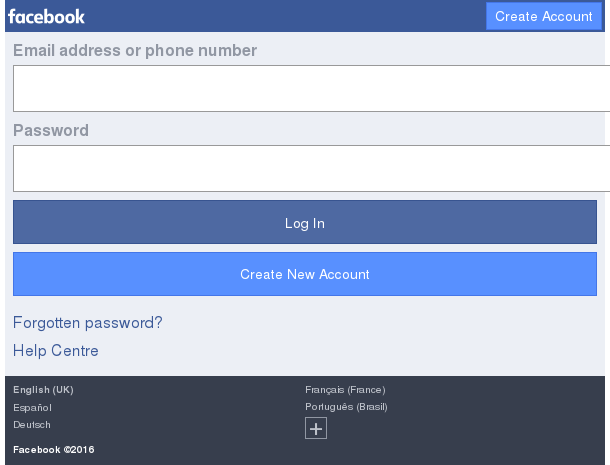 facebook
Create Account
Email address or phone number
Password
Log In
Create New Account
Forgotten password?
Help Centre
English (UK)
Español
Deutsch
Français (France)
Português (Brasil)
Facebook ©2016